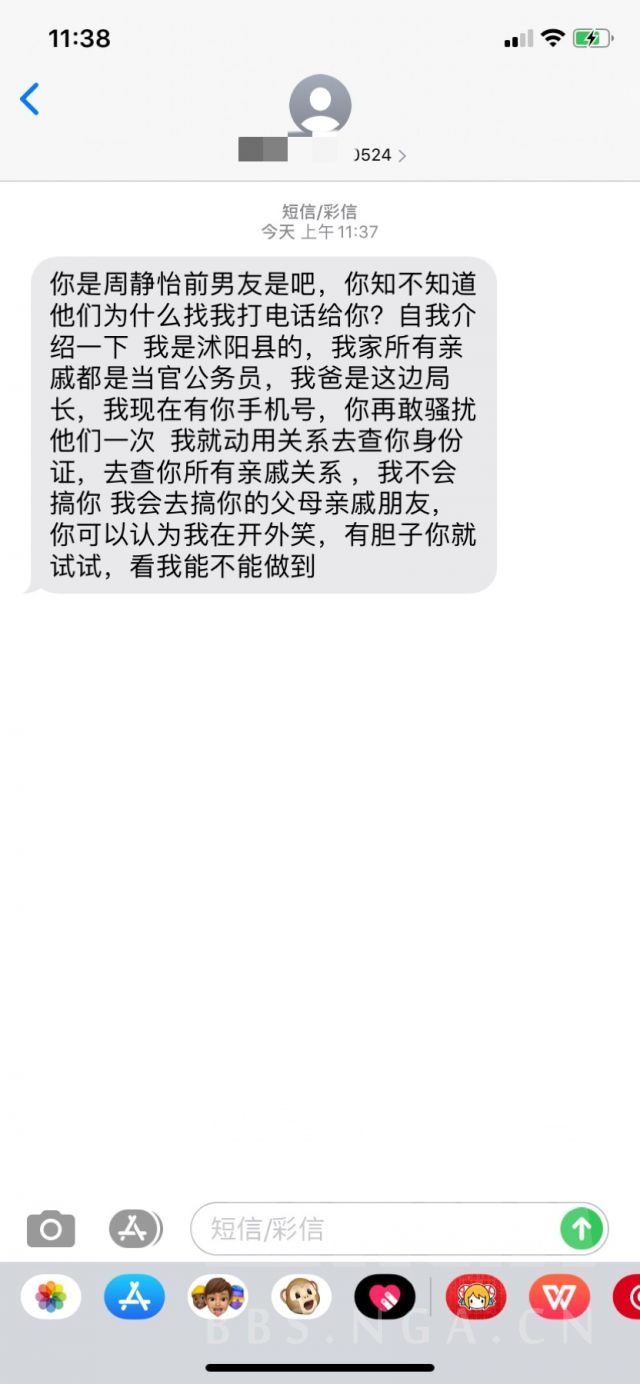 11:38
0524
短信/彩信
今天 上午 11:37
你是周静怡前男友是吧，你知不知道
他们为什么找我打电话给你？自我介
绍一下 我是沭阳县的，我家所有亲
戚都是当官公务员，我爸是这边局
长，我现在有你手机号，你再敢骚扰
他们一次 我就动用关系去查你身份
证，去查你所有亲戚关系 ，我不会
搞你 我会去搞你的父母亲戚朋友，
你可以认为我在开外笑，有胆子你就
试试，看我能不能做到
短信/彩信
BBS.NGA.CN